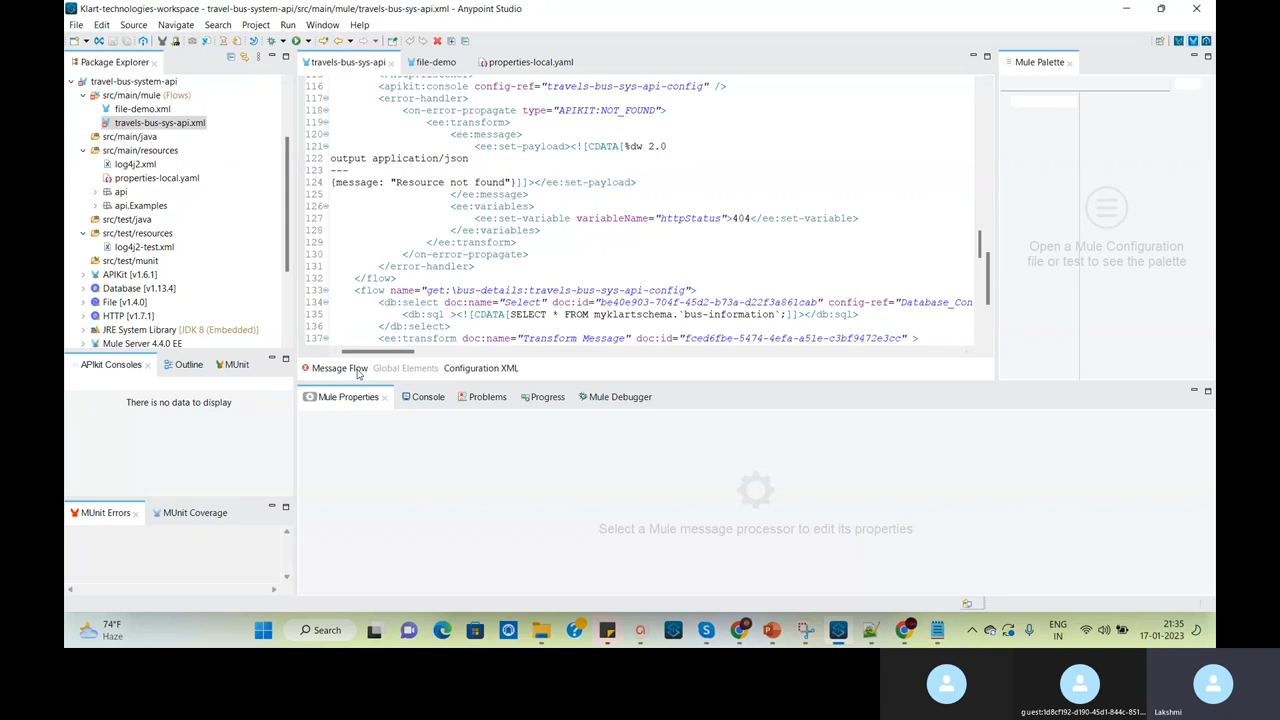 Klart-technologies-workspace - travel-bus-system-api/src/main/mule/travels-bus-sys-api.xml - Anypoint Studio
File Edit Source Navigate Search Project Run Window Help
Package Explorer
travel-bus-system-api
src/main/mule (Flows)
file-demo.xml
travels-bus-sys-api.xml
src/main/java
src/main/resources
log4j2.xml
properties-local.yaml
api
api.Examples
src/test/java
src/test/resources
log4j2-test.xml
src/test/munit
APIKit [v1.6.1]
Database [v1.13.4]
File [v1.4.0]
HTTP [v1.7.1]
JRE System Library [JDK 8 (Embedded)]
Mule Server 4.4.0 EE
travels-bus-sys-api file-demo properties-local.yaml
116 <apikit:console config-ref="travels-bus-sys-api-config" />
117 <error-handler>
118 <on-error-propagate type="APIKIT:NOT_FOUND">
119 <ee:transform>
120 <ee:message>
121 <ee:set-payload><![CDATA[%dw 2.0
122 output application/json
123 ---
124 {message: "Resource not found"}]]></ee:set-payload>
125 </ee:message>
126 <ee:variables>
127 <ee:set-variable variableName="httpStatus">404</ee:set-variable>
128 </ee:variables>
129 </ee:transform>
130 </on-error-propagate>
131 </error-handler>
132 </flow>
133 <flow name="get:\bus-details:travels-bus-sys-api-config">
134 <db:select doc:name="Select" doc:id="be40e903-704f-45d2-b73a-d22f3a861cab" config-ref="Database_Con
135 <db:sql ><![CDATA[SELECT * FROM myklartschema.`bus-information`;]]></db:sql>
136 </db:select>
137 <ee:transform doc:name="Transform Message" doc:id="fced6fbe-5474-4efa-a51e-c3bf9472e3cc" >
Message Flow Global Elements Configuration XML
Mule Palette
Open a Mule Configuration
file or test to see the palette
APIkit Consoles Outline MUnit
There is no data to display
MUnit Errors MUnit Coverage
Mule Properties Console Problems Progress Mule Debugger
Select a Mule message processor to edit its properties
74°F
Haze
Search
ENG
IN
21:35
17-01-2023
guest:1d8cf192-d190-45d1-844c-851...
Lakshmi